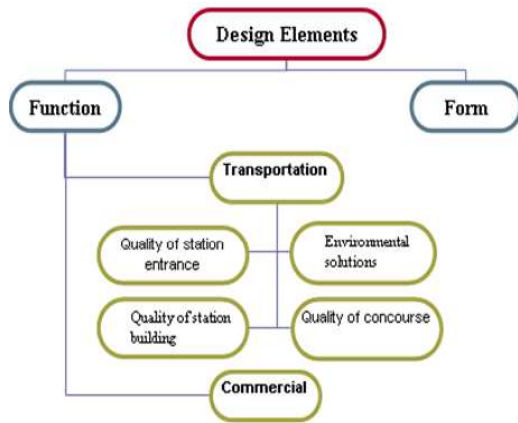 Design Elements
Function
Form
Transportation
Quality of station
entrance
Environmental
solutions
Quality of station
building
Quality of concourse
Commercial